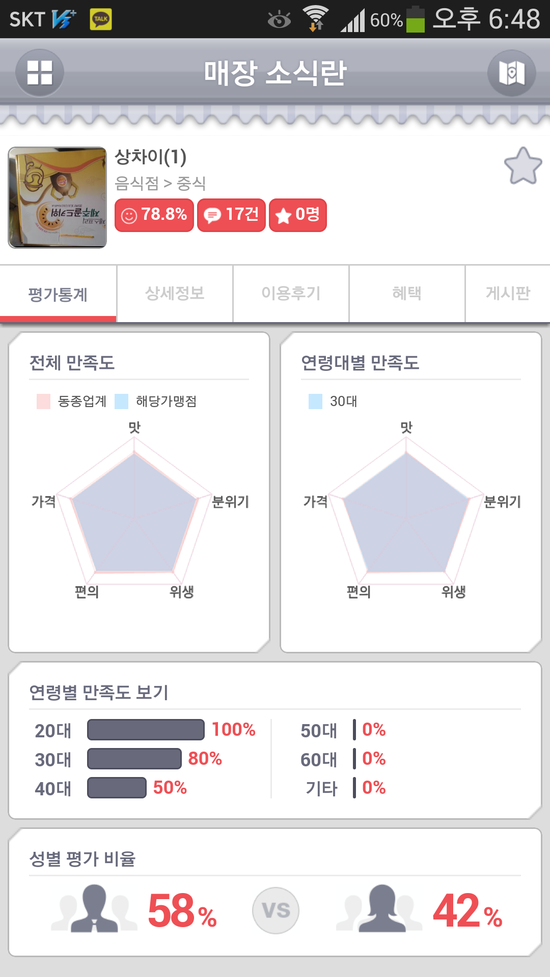 SKT V TALK 60% 오후 6:48
매장 소식란
상차이(1)
음식점 > 중식
78.8% 17건 0명
평가통계 상세정보 이용후기 혜택 게시판
전체 만족도
동종업계 해당가맹점
맛
가격 분위기
편의 위생
연령대별 만족도
30대
맛
가격 분위기
편의 위생
연령별 만족도 보기
20대 100%
30대 80%
40대 50%
50대 0%
60대 0%
기타 0%
성별 평가 비율
58% VS 42%